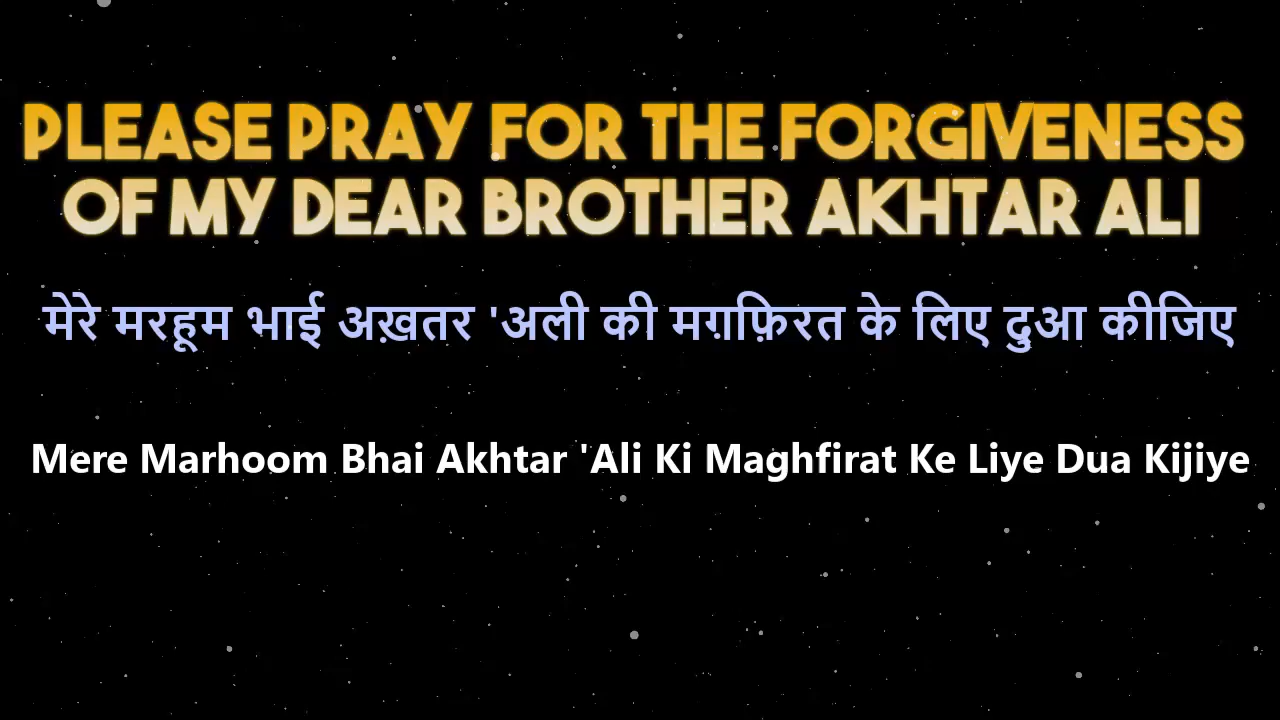 PLEASE PRAY FOR THE FORGIVENESS
OF MY DEAR BROTHER AKHTAR ALI
मेरे मरहूम भाई अख़तर 'अली की मग़फ़िरत के लिए दुआ कीजिए
Mere Marhoom Bhai Akhtar 'Ali Ki Maghfirat Ke Liye Dua Kijiye